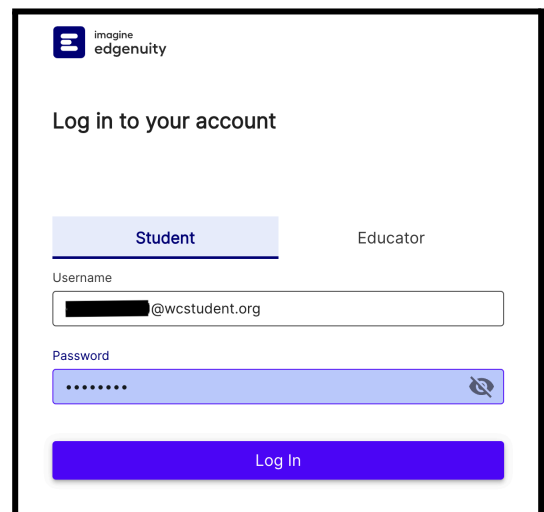 imagine
edgenuity
Log in to your account
Student Educator
Username
@wcstudent.org
Password
••••••••
Log In